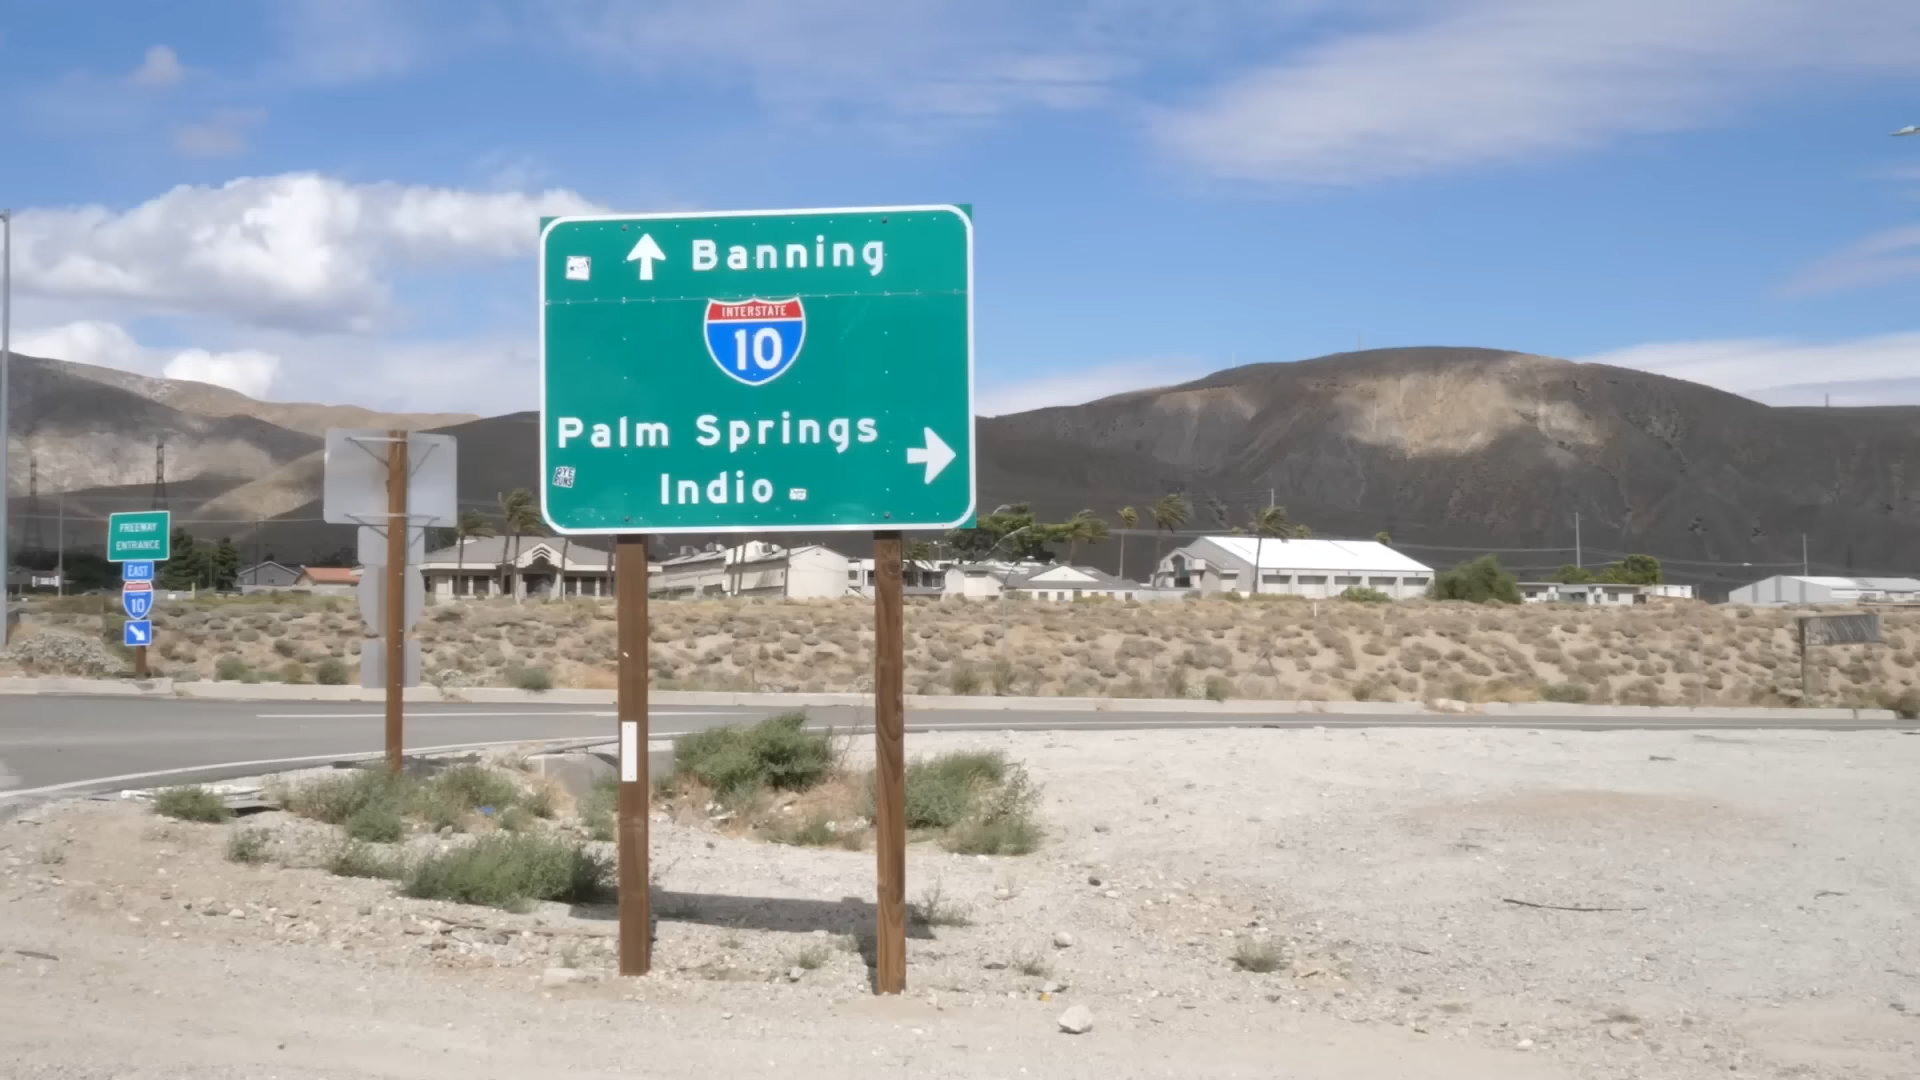 Banning
INTERSTATE
10
Palm Springs
Indio
FREEWAY
ENTRANCE
EAST
10